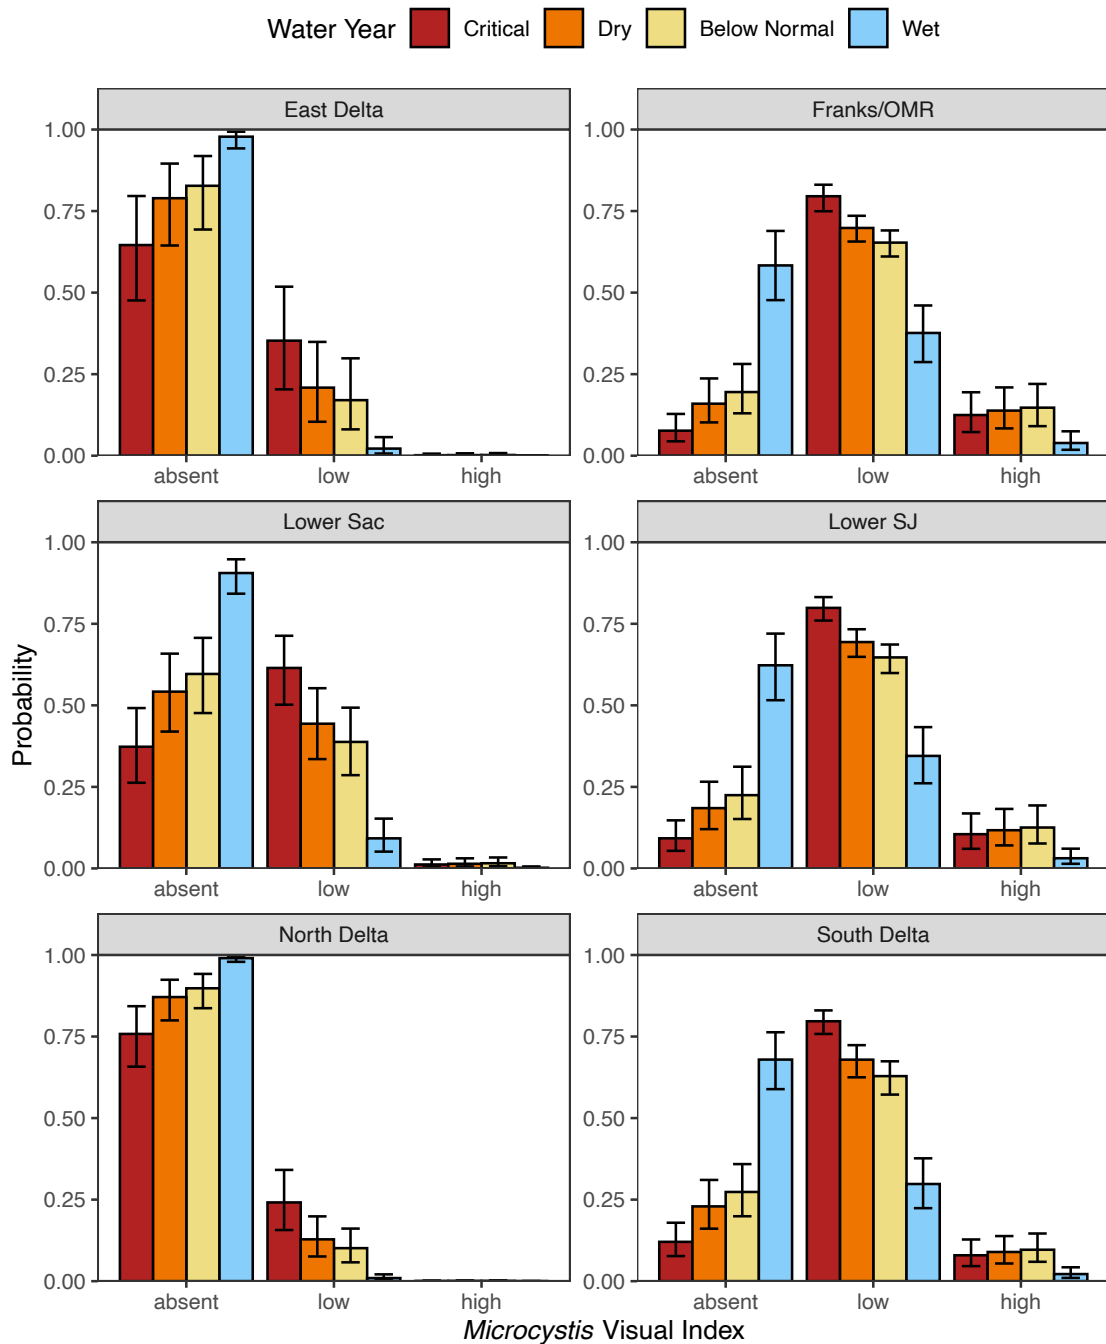 Water Year Critical Dry Below Normal Wet
East Delta Franks/OMR
1.00 1.00
0.75 0.75
0.50 0.50
0.25 0.25
0.00 0.00
absent low high absent low high
Lower Sac Lower SJ
1.00 1.00
0.75 0.75
0.50 0.50
0.25 0.25
0.00 0.00
absent low high absent low high
Probability
North Delta South Delta
1.00 1.00
0.75 0.75
0.50 0.50
0.25 0.25
0.00 0.00
absent low high absent low high
Microcystis Visual Index